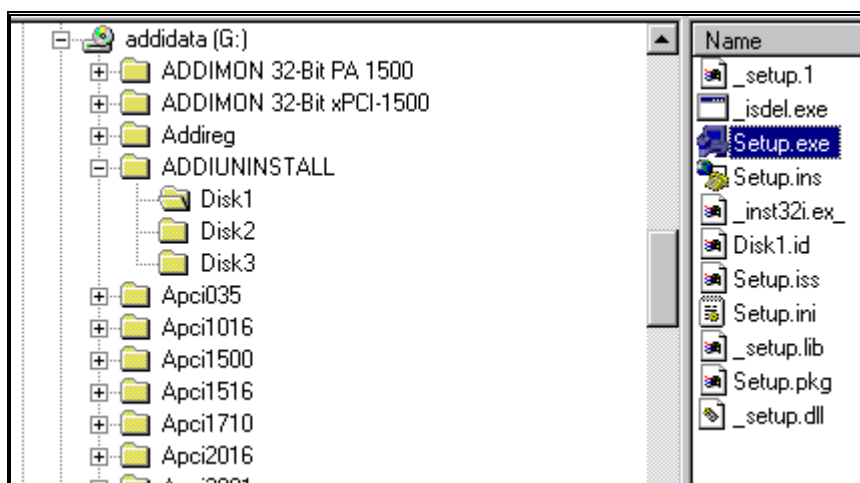 addidata (G:)
ADDIMON 32-Bit PA 1500
ADDIMON 32-Bit xPCI-1500
Addireg
ADDIUNINSTALL
Disk1
Disk2
Disk3
Apci035
Apci1016
Apci1500
Apci1516
Apci1710
Apci2016
Name
_setup.1
_isdel.exe
Setup.exe
Setup.ins
_inst32i.ex_
Disk1.id
Setup.iss
Setup.ini
_setup.lib
Setup.pkg
_setup.dll